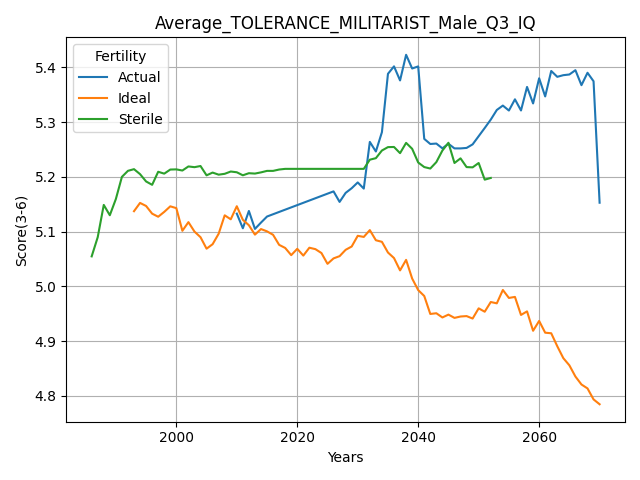 Average_TOLERANCE_MILITARIST_Male_Q3_IQ
Fertility
Actual
Ideal
Sterile
Score(3-6)
5.4
5.3
5.2
5.1
5.0
4.9
4.8
2000
2020
2040
2060
Years